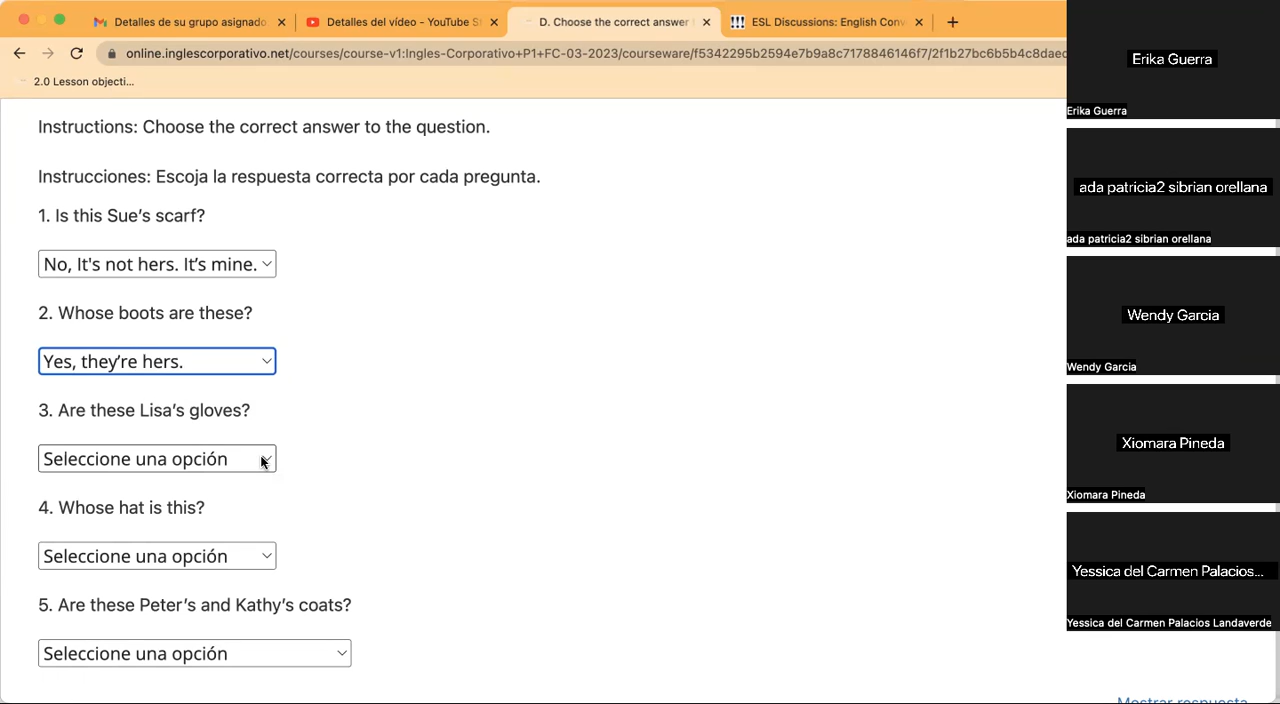 Detalles de su grupo asignado
Detalles del vídeo - YouTube S
D. Choose the correct answer
ESL Discussions: English Conv
online.inglescorporativo.net/courses/course-v1:Ingles-Corporativo+P1+FC-03-2023/courseware/f5342295b2594e7b9a8c7178846146f7/2f1b27bc6b5b4c8daec
2.0 Lesson objecti...
Instructions: Choose the correct answer to the question.
Instrucciones: Escoja la respuesta correcta por cada pregunta.
1. Is this Sue's scarf?
No, It's not hers. It's mine.
2. Whose boots are these?
Yes, they're hers.
3. Are these Lisa's gloves?
Seleccione una opción
4. Whose hat is this?
Seleccione una opción
5. Are these Peter's and Kathy's coats?
Seleccione una opción
Mostrar respuesta
Erika Guerra
Erika Guerra
ada patricia2 sibrian orellana
ada patricia2 sibrian orellana
Wendy Garcia
Wendy Garcia
Xiomara Pineda
Xiomara Pineda
Yessica del Carmen Palacios...
Yessica del Carmen Palacios Landaverde